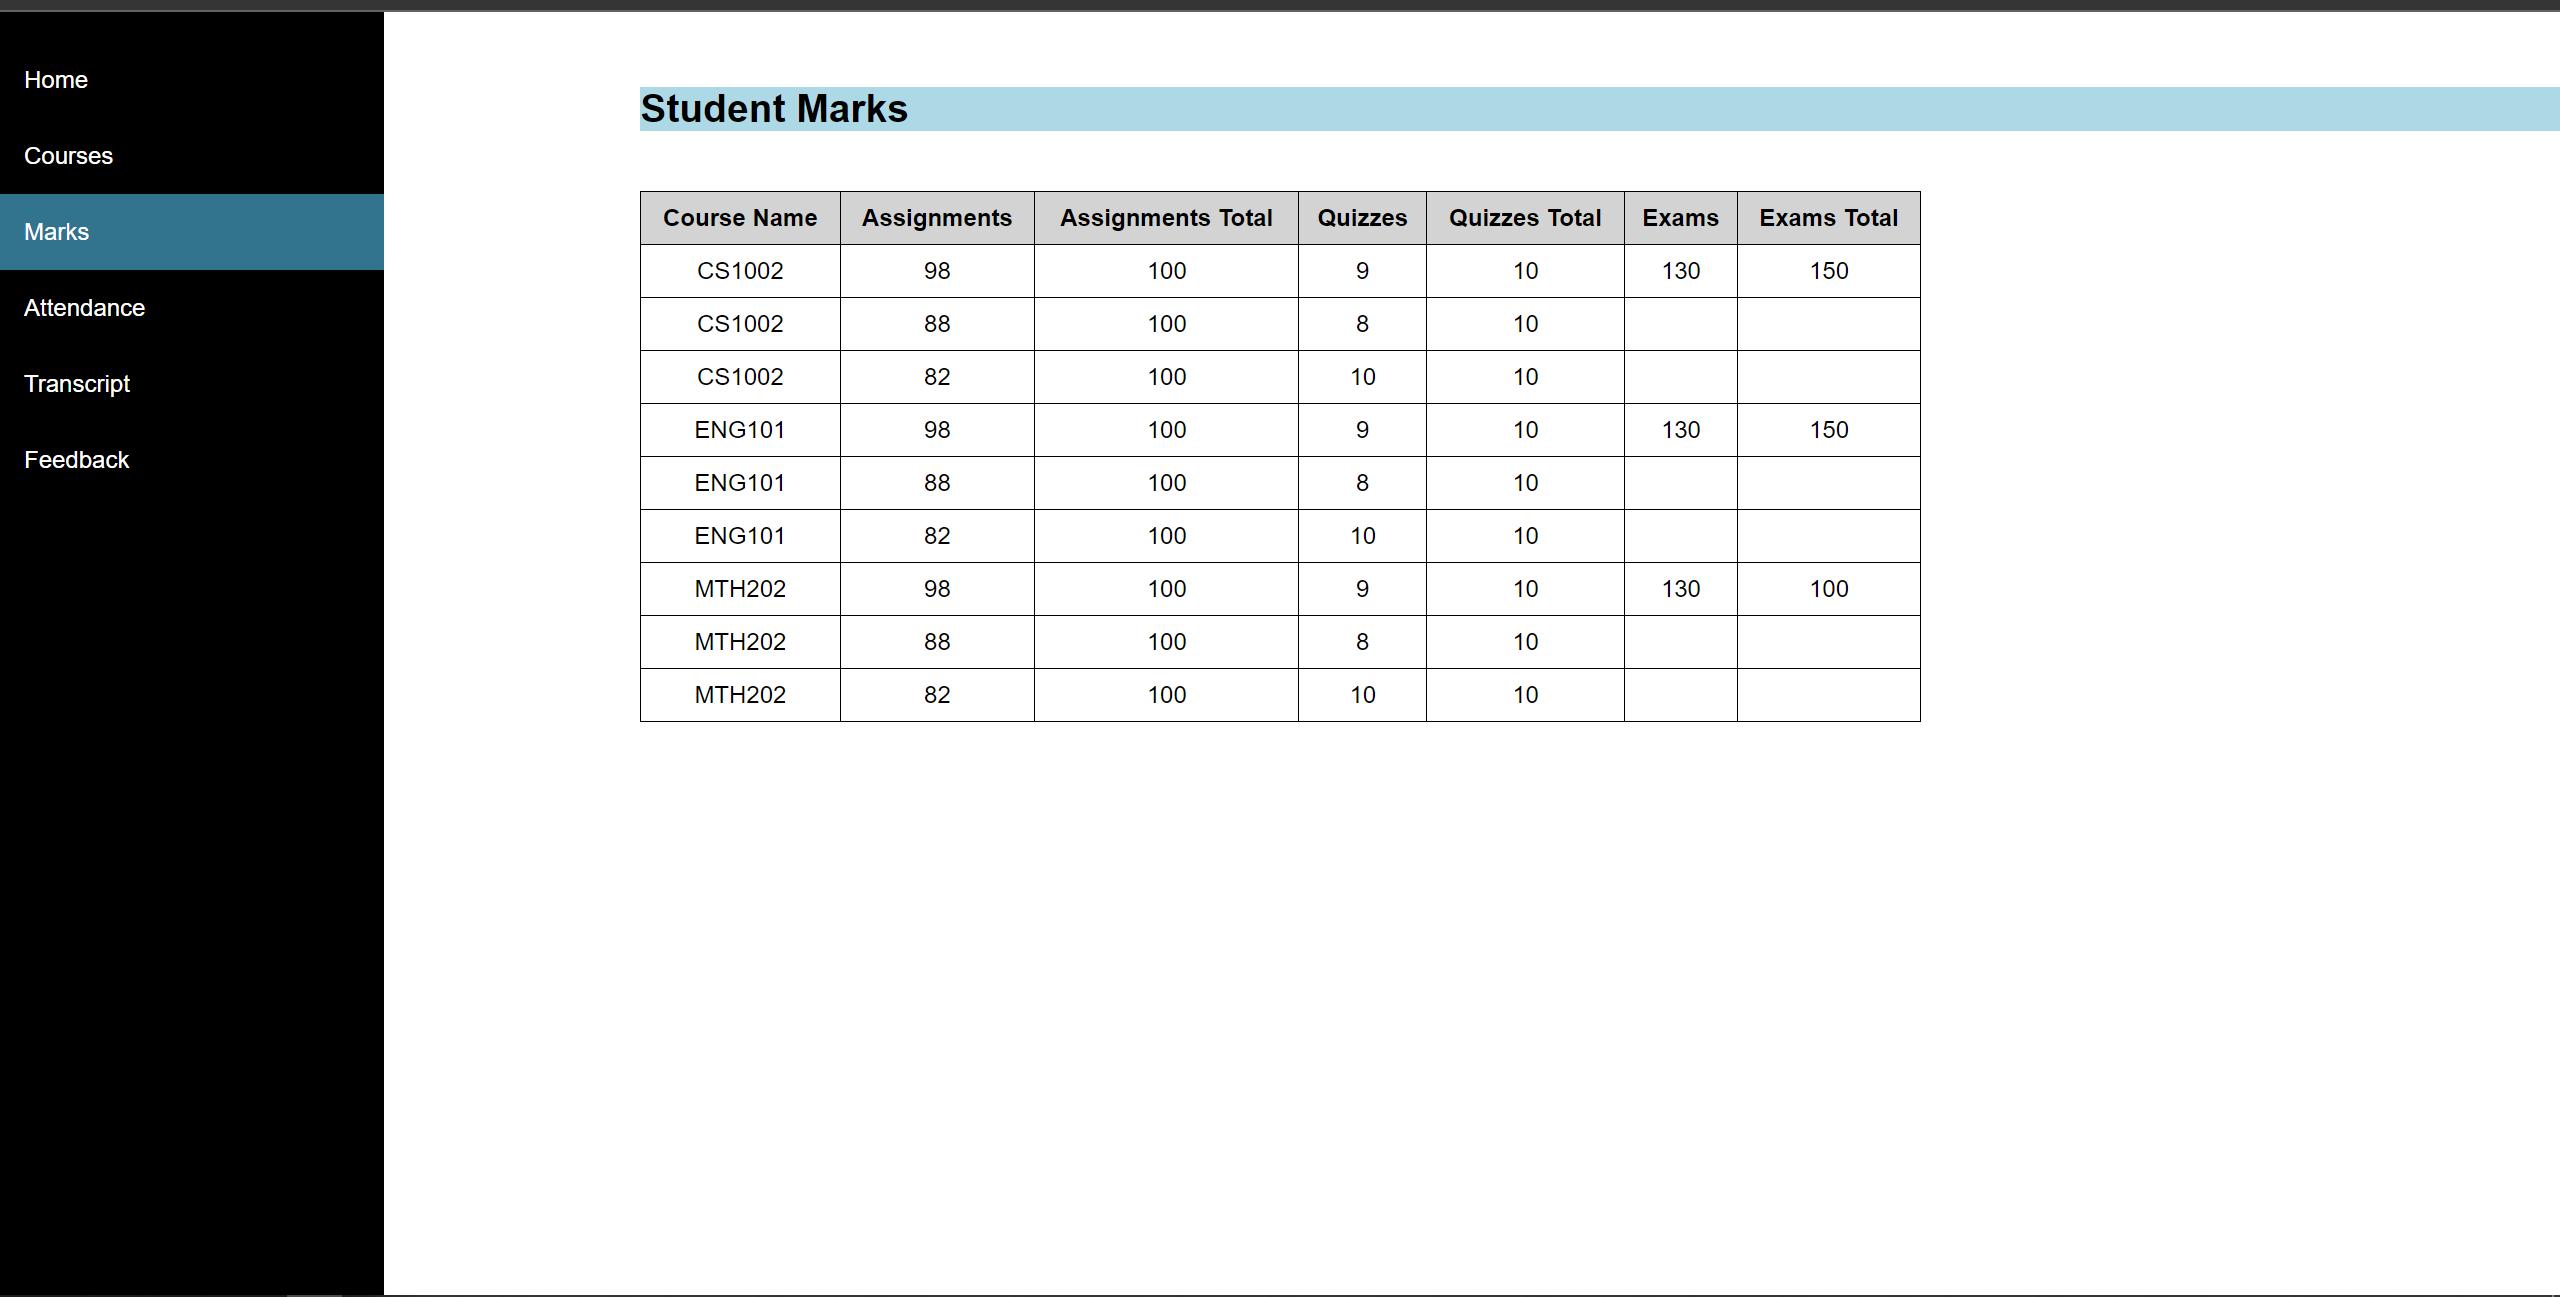 Home
Courses
Marks
Attendance
Transcript
Feedback
Student Marks
Course Name Assignments Assignments Total Quizzes Quizzes Total Exams Exams Total
CS1002 98 100 9 10 130 150
CS1002 88 100 8 10
CS1002 82 100 10 10
ENG101 98 100 9 10 130 150
ENG101 88 100 8 10
ENG101 82 100 10 10
MTH202 98 100 9 10 130 100
MTH202 88 100 8 10
MTH202 82 100 10 10